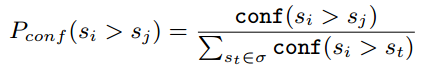 P_{conf}(s_i > s_j) = \frac{\texttt{conf}(s_i > s_j)}{\sum_{s_t \in \sigma} \texttt{conf}(s_i > s_t)}